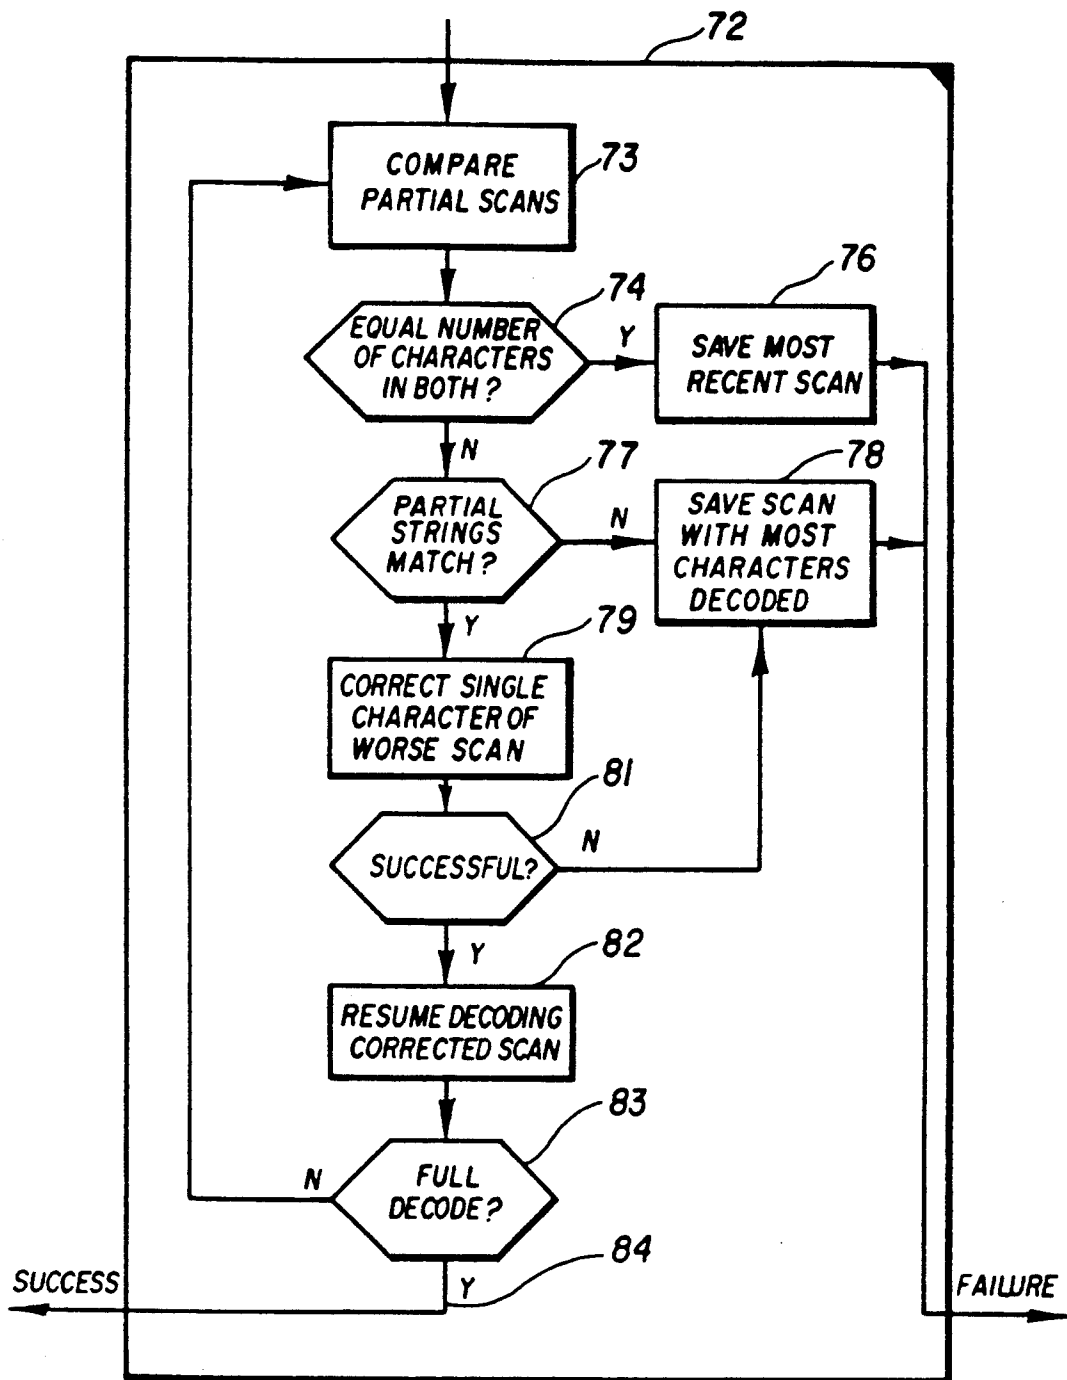 72
COMPARE
PARTIAL SCANS
73
EQUAL NUMBER
OF CHARACTERS
IN BOTH ?
74
Y
SAVE MOST
RECENT SCAN
76
N
PARTIAL
STRINGS
MATCH ?
77
N
SAVE SCAN
WITH MOST
CHARACTERS
DECODED
78
Y
CORRECT SINGLE
CHARACTER OF
WORSE SCAN
79
SUCCESSFUL?
81
N
Y
RESUME DECODING
CORRECTED SCAN
82
FULL
DECODE?
83
N
Y
84
SUCCESS
FAILURE